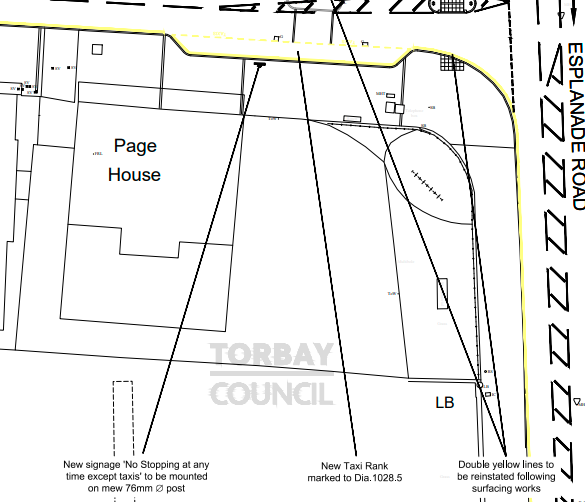 ESPLANADE ROAD
Page
House
TORBAY
COUNCIL
LB
New signage 'No Stopping at any
time except taxis' to be mounted
on mew 76mm Ø post
New Taxi Rank
marked to Dia.1028.5
Double yellow lines to
be reinstated following
surfacing works